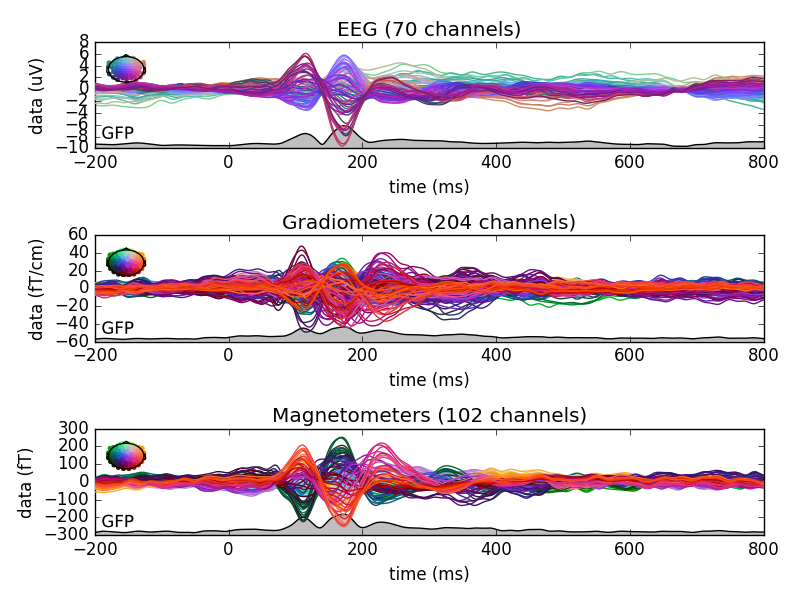 EEG (70 channels)
data (uV)
8
6
4
2
0
−2
−4
−6
−8
−10
GFP
−200 0 200 400 600 800
time (ms)
Gradiometers (204 channels)
data (fT/cm)
60
40
20
0
−20
−40
−60
GFP
−200 0 200 400 600 800
time (ms)
Magnetometers (102 channels)
data (fT)
300
200
100
0
−100
−200
−300
GFP
−200 0 200 400 600 800
time (ms)